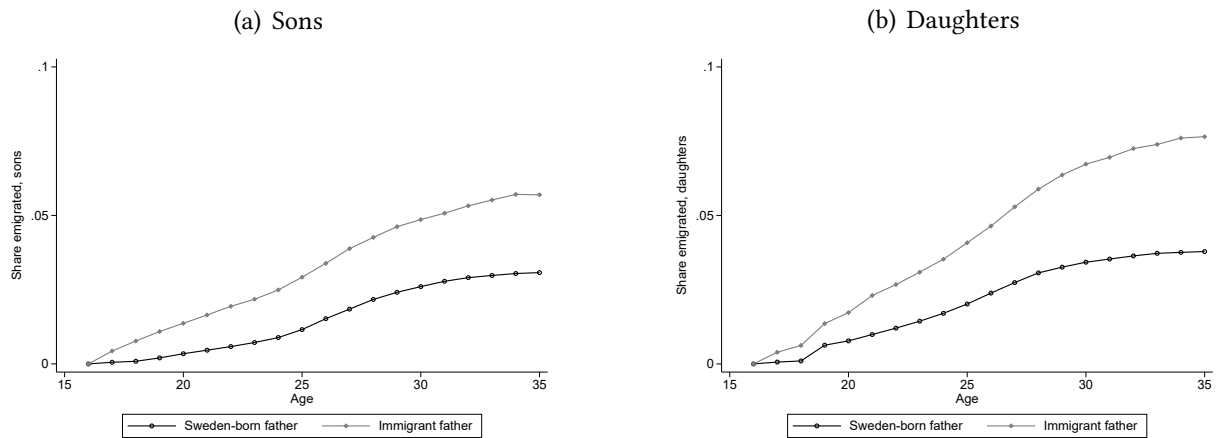 (a) Sons
.1
.05
0
Share emigrated, sons
15 20 25 30 35
Age
Sweden-born father Immigrant father
(b) Daughters
.1
.05
0
Share emigrated, daughters
15 20 25 30 35
Age
Sweden-born father Immigrant father